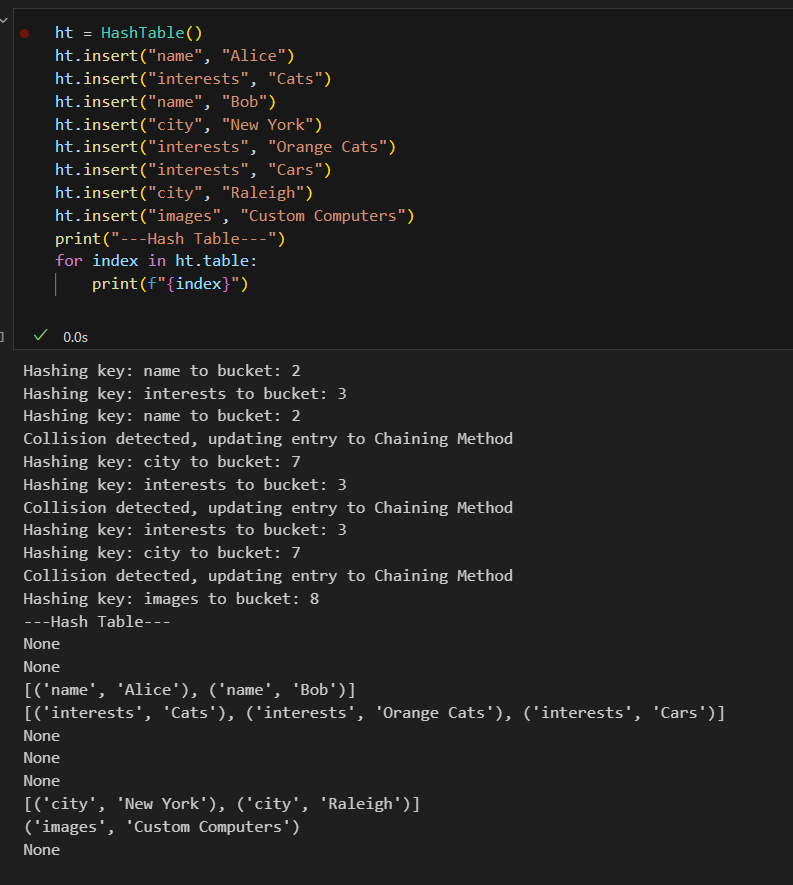 ht = HashTable()
ht.insert("name", "Alice")
ht.insert("interests", "Cats")
ht.insert("name", "Bob")
ht.insert("city", "New York")
ht.insert("interests", "Orange Cats")
ht.insert("interests", "Cars")
ht.insert("city", "Raleigh")
ht.insert("images", "Custom Computers")
print("---Hash Table---")
for index in ht.table:
    print(f"{index}")
] 0.0s
Hashing key: name to bucket: 2
Hashing key: interests to bucket: 3
Hashing key: name to bucket: 2
Collision detected, updating entry to Chaining Method
Hashing key: city to bucket: 7
Hashing key: interests to bucket: 3
Collision detected, updating entry to Chaining Method
Hashing key: interests to bucket: 3
Hashing key: city to bucket: 7
Collision detected, updating entry to Chaining Method
Hashing key: images to bucket: 8
---Hash Table---
None
None
[('name', 'Alice'), ('name', 'Bob')]
[('interests', 'Cats'), ('interests', 'Orange Cats'), ('interests', 'Cars')]
None
None
None
[('city', 'New York'), ('city', 'Raleigh')]
('images', 'Custom Computers')
None